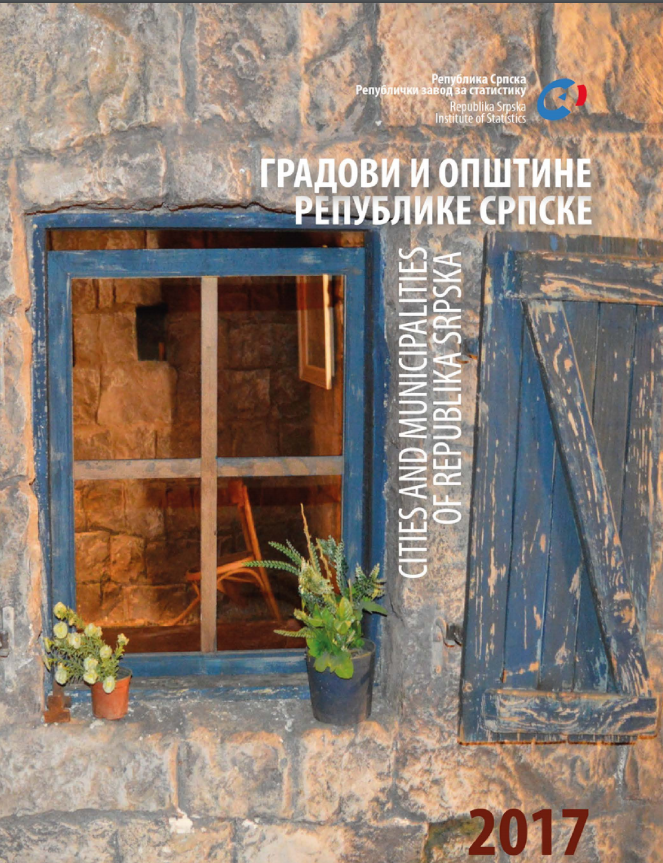 Република Српска
Републички завод за статистику
Republika Srpska
Institute of Statistics
ГРАДОВИ И ОПШТИНЕ
РЕПУБЛИКЕ СРПСКЕ
CITIES AND MUNICIPALITIES
OF REPUBLIKA SRPSKA
2017